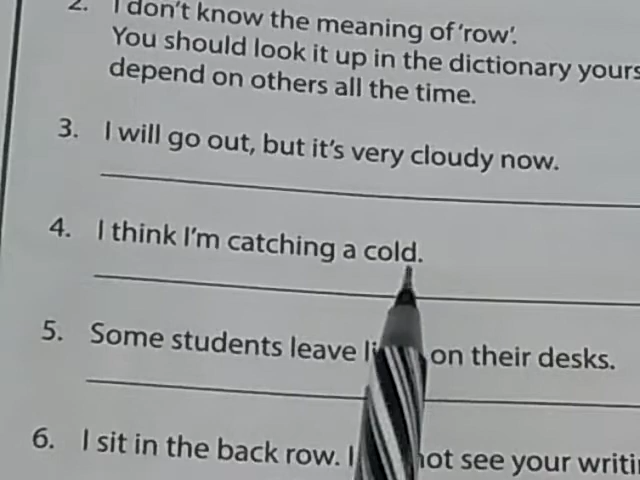 2. I don't know the meaning of 'row'.
You should look it up in the dictionary
depend on others all the time.
3. I will go out, but it's very cloudy now.
4. I think I'm catching a cold.
5. Some students leave on their desks.
6. I sit in the back row. I not see your